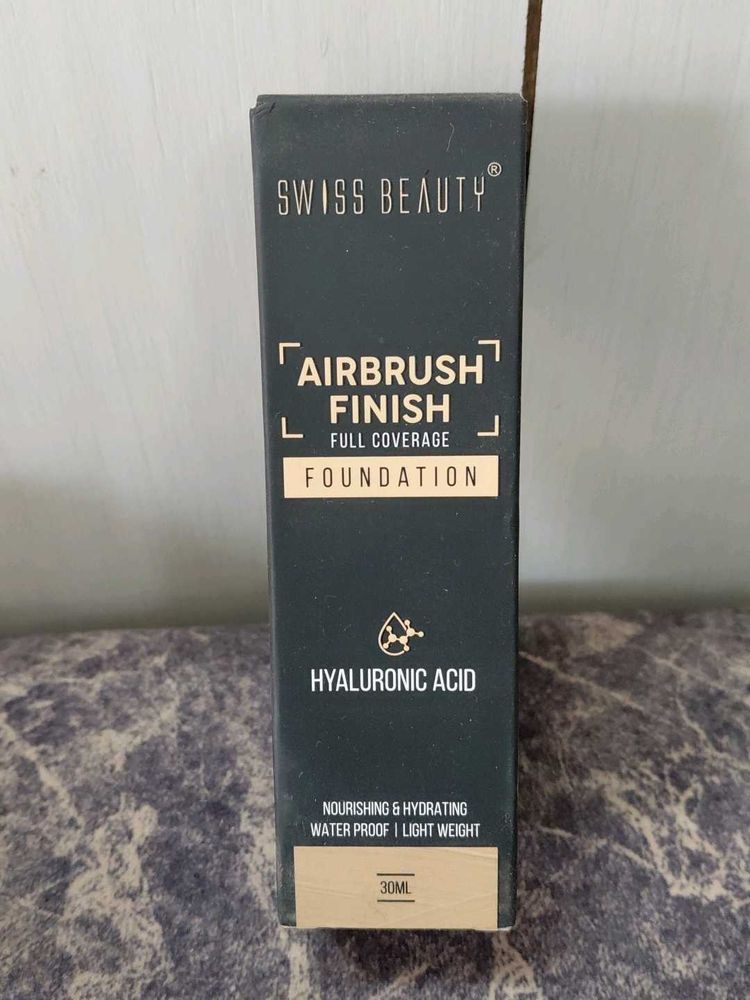 SWISS BEAUTY®
AIRBRUSH
FINISH
FULL COVERAGE
FOUNDATION
HYALURONIC ACID
NOURISHING & HYDRATING
WATER PROOF | LIGHT WEIGHT
30ML